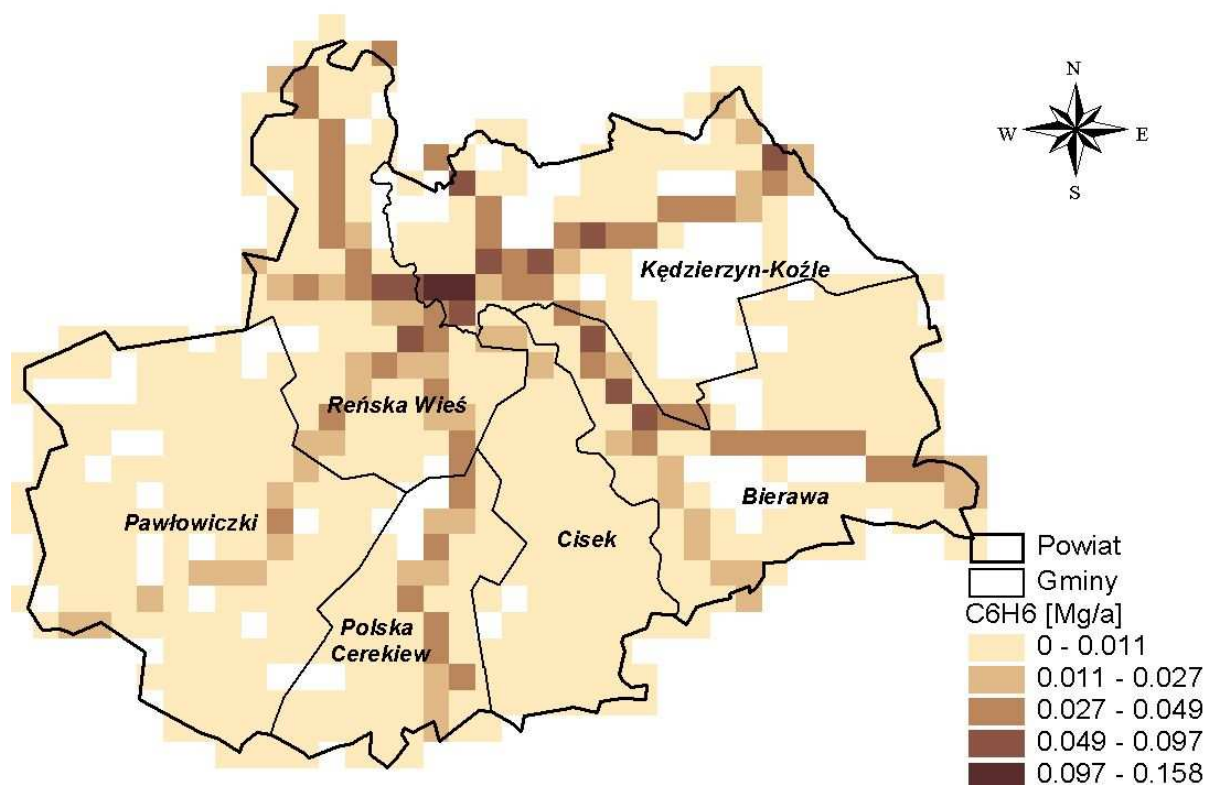 N
W E
S
Kędzierzyn-Koźle
Reńska Wieś
Bierawa
Pawłowiczki
Cisek
Polska
Cerekiew
Powiat
Gminy
C6H6 [Mg/a]
0 - 0.011
0.011 - 0.027
0.027 - 0.049
0.049 - 0.097
0.097 - 0.158